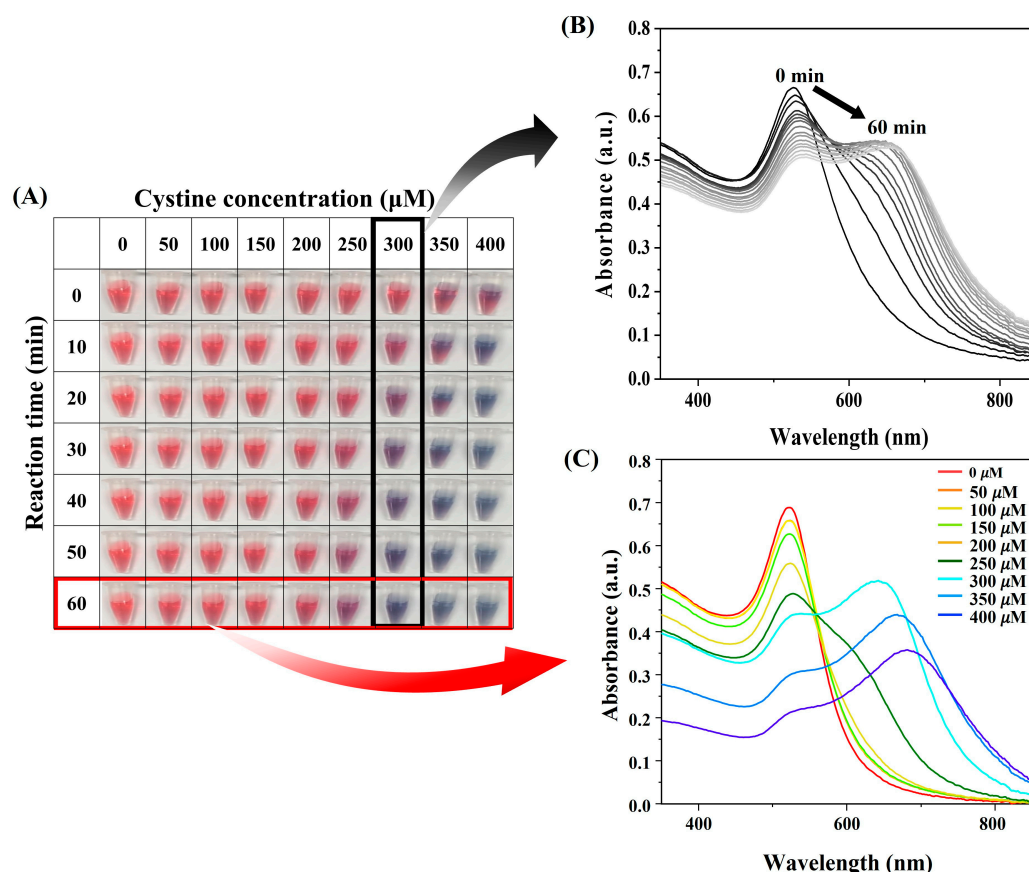 (A)
Cystine concentration (µM)
0 50 100 150 200 250 300 350 400
Reaction time (min)
0
10
20
30
40
50
60
(B)
0.8
0.7
0.6
0.5
0.4
0.3
0.2
0.1
0.0
Absorbance (a.u.)
0 min
60 min
400 600 800
Wavelength (nm)
(C)
0.8
0.7
0.6
0.5
0.4
0.3
0.2
0.1
0.0
Absorbance (a.u.)
0 µM
50 µM
100 µM
150 µM
200 µM
250 µM
300 µM
350 µM
400 µM
400 600 800
Wavelength (nm)